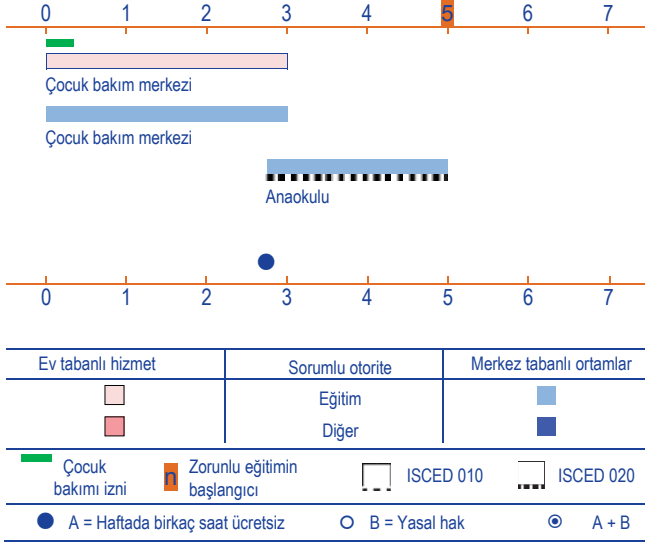 0 1 2 3 4 5 6 7
Çocuk bakım merkezi
Çocuk bakım merkezi
Anaokulu
0 1 2 3 4 5 6 7
Ev tabanlı hizmet Sorumlu otorite Merkez tabanlı ortamlar
Eğitim
Diğer
Çocuk bakımı izni
n Zorunlu eğitimin başlangıcı
ISCED 010
ISCED 020
A = Haftada birkaç saat ücretsiz B = Yasal hak A + B